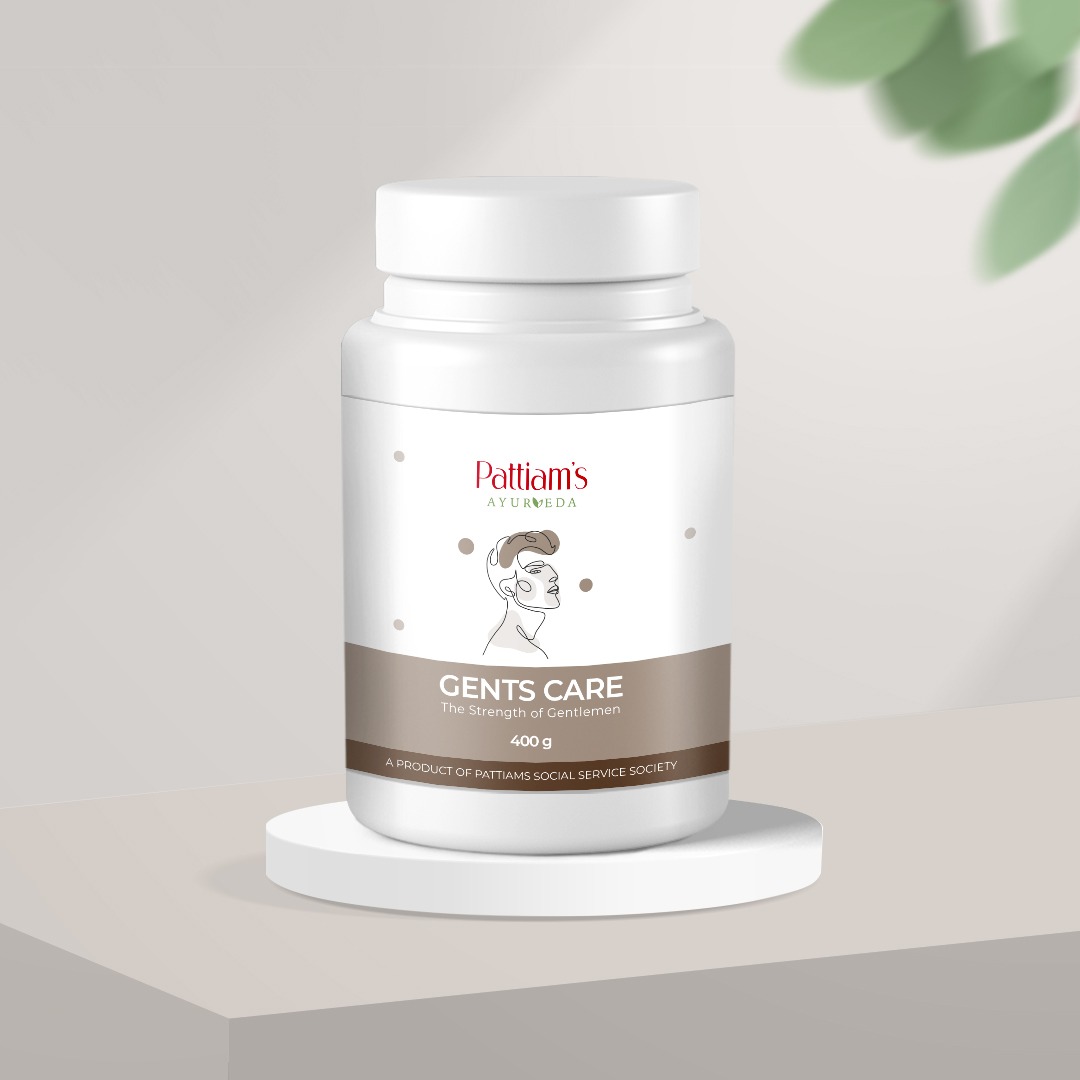 Pattiam's
AYURVEDA
GENTS CARE
The Strength of Gentlemen
400 g
A PRODUCT OF PATTIAMS SOCIAL SERVICE SOCIETY